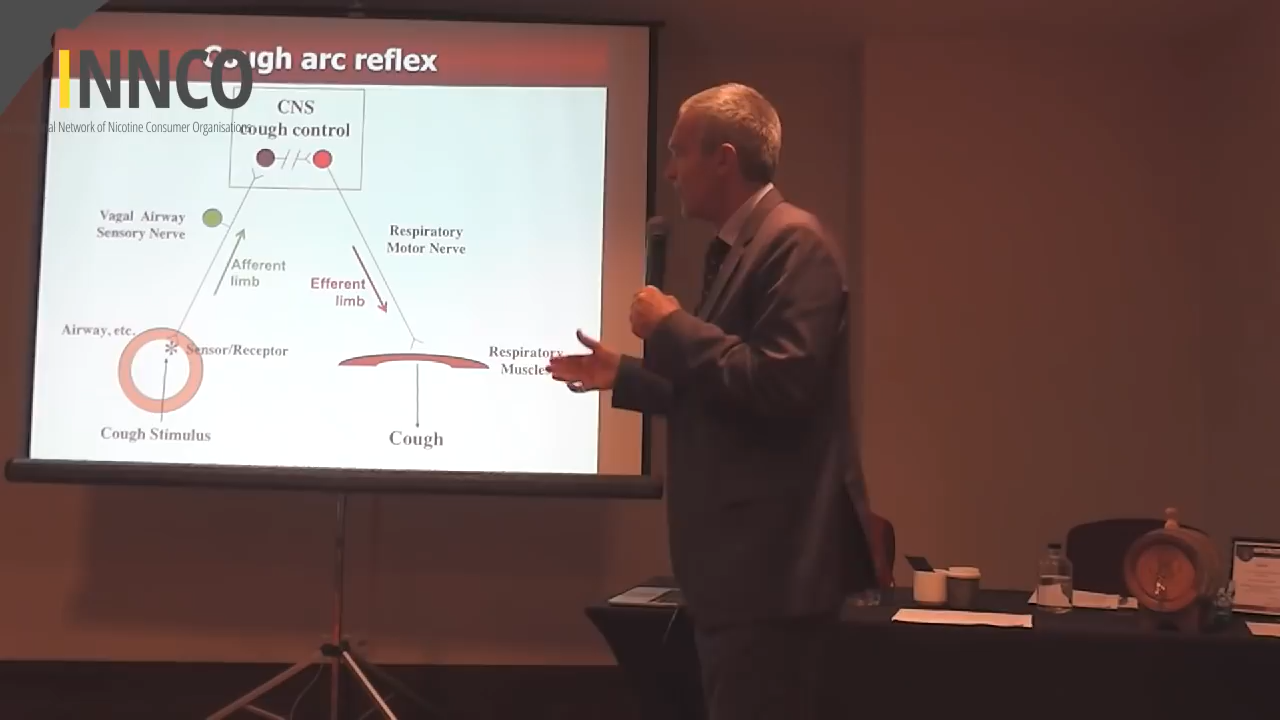 Cough arc reflex
INNCO
al Network of Nicotine Consumer Organisations
CNS
cough control
Vagal Airway
Sensory Nerve
Respiratory
Motor Nerve
Afferent
limb
Efferent
limb
Airway, etc.
Sensor/Receptor
Respiratory
Muscles
Cough Stimulus
Cough